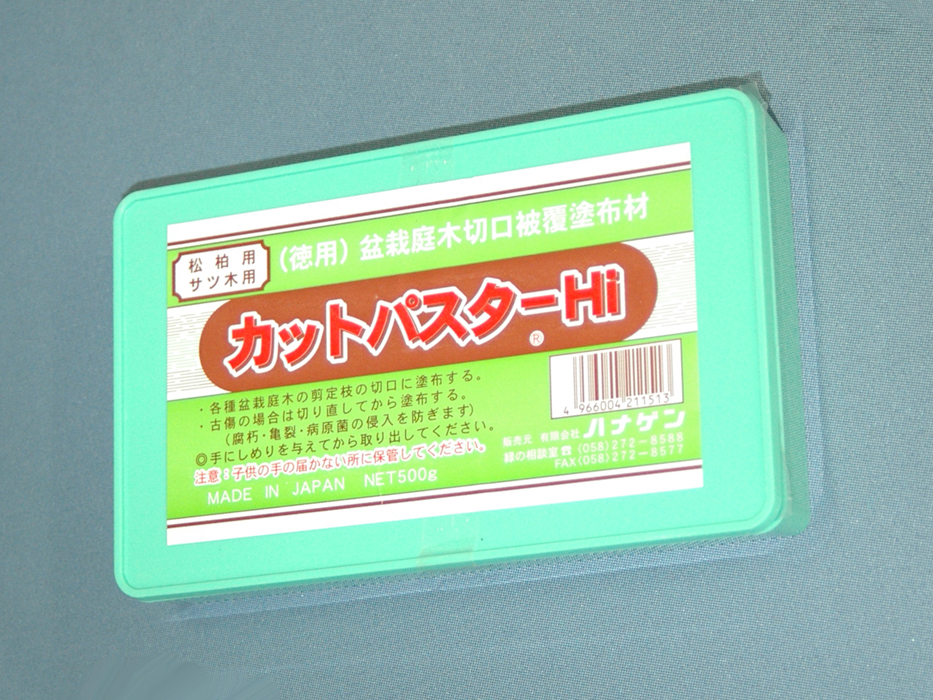 松柏用
サツ木用
(徳用) 盆栽庭木切口被覆塗布材
カットパスターHi
®
・各種盆栽庭木の剪定枝の切口に塗布する。
・古傷の場合は切り直してから塗布する。
(腐朽・亀裂・病原菌の侵入を防ぎます)
◎手にしめりを与えてから取り出してください。
注意:子供の手の届かない所に保管してください。
MADE IN JAPAN NET500g
4 966004 211513
販売元 有限会社 ハナゲン
緑の相談室☎(058)272-8588
FAX(058)272-8577